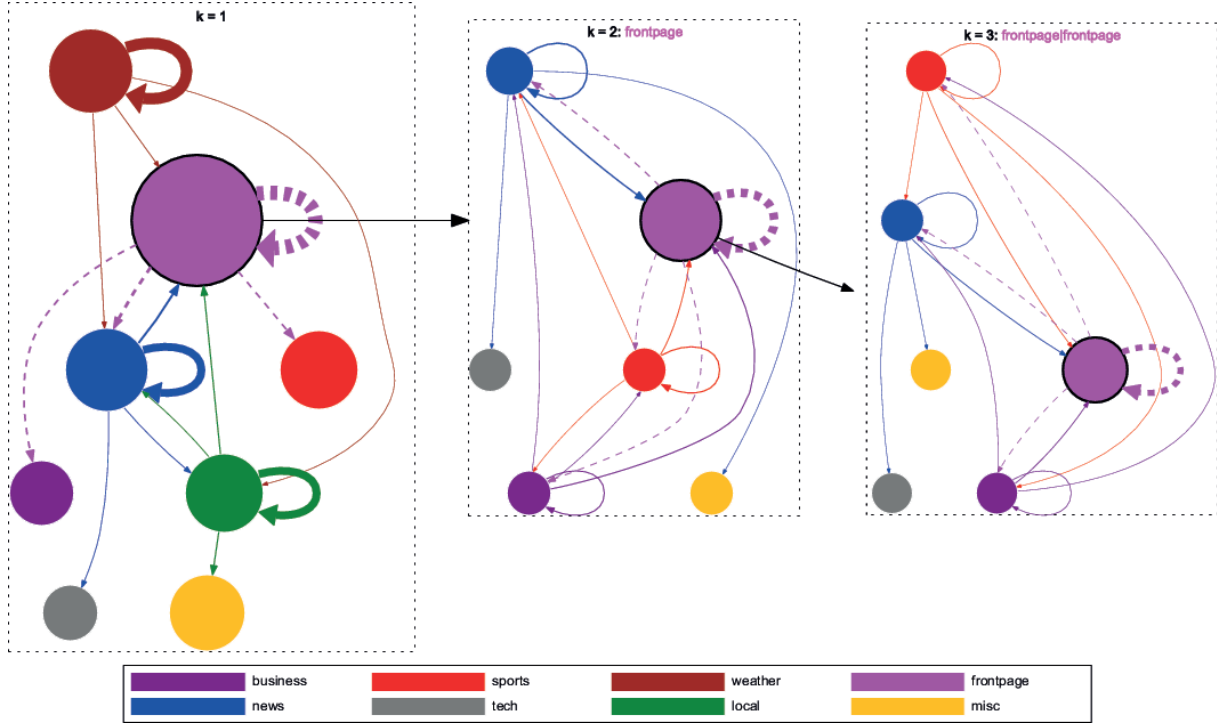 k = 1
k = 2: frontpage
k = 3: frontpage|frontpage
business sports weather frontpage
news tech local misc